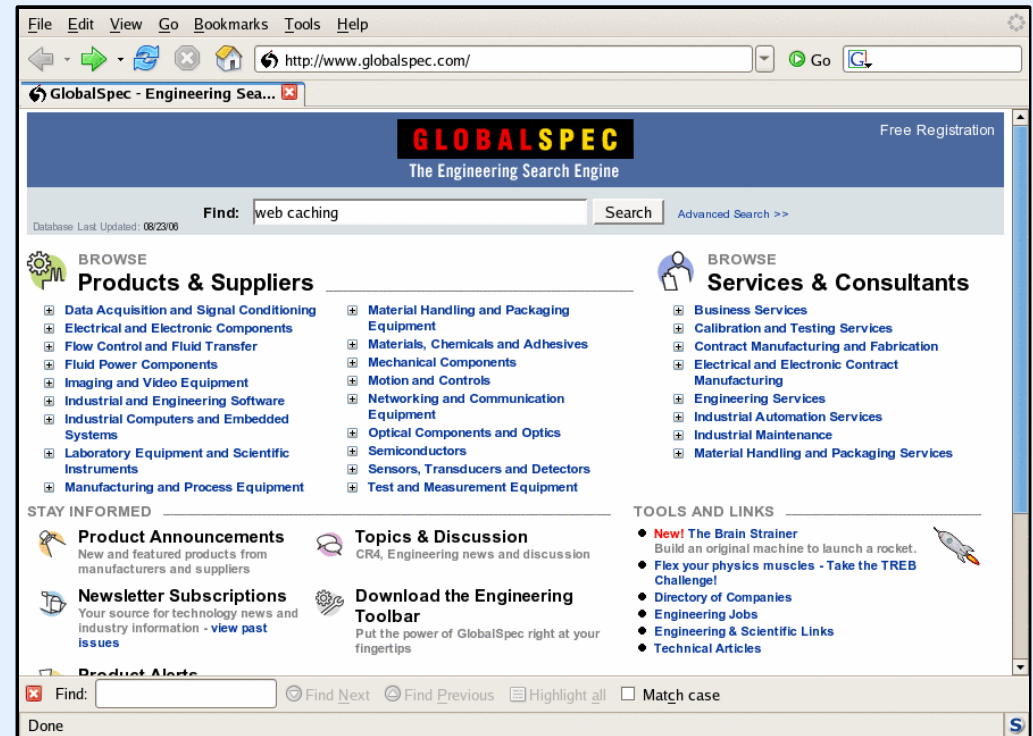 File Edit View Go Bookmarks Tools Help
http://www.globalspec.com/ Go G
GlobalSpec - Engineering Sea...
GLOBALSPEC
The Engineering Search Engine
Free Registration
Database Last Updated: 08/23/06
Find: web caching Search Advanced Search >>
BROWSE
Products & Suppliers
Data Acquisition and Signal Conditioning
Electrical and Electronic Components
Flow Control and Fluid Transfer
Fluid Power Components
Imaging and Video Equipment
Industrial and Engineering Software
Industrial Computers and Embedded
Systems
Laboratory Equipment and Scientific
Instruments
Manufacturing and Process Equipment
Material Handling and Packaging
Equipment
Materials, Chemicals and Adhesives
Mechanical Components
Motion and Controls
Networking and Communication
Equipment
Optical Components and Optics
Semiconductors
Sensors, Transducers and Detectors
Test and Measurement Equipment
BROWSE
Services & Consultants
Business Services
Calibration and Testing Services
Contract Manufacturing and Fabrication
Electrical and Electronic Contract
Manufacturing
Engineering Services
Industrial Automation Services
Industrial Maintenance
Material Handling and Packaging Services
STAY INFORMED
Product Announcements
New and featured products from
manufacturers and suppliers
Newsletter Subscriptions
Your source for technology news and
industry information - view past
issues
Product Alerts
Topics & Discussion
CR4, Engineering news and discussion
Download the Engineering
Toolbar
Put the power of GlobalSpec right at your
fingertips
TOOLS AND LINKS
New! The Brain Strainer
Build an original machine to launch a rocket.
Flex your physics muscles - Take the TREB
Challenge!
Directory of Companies
Engineering Jobs
Engineering & Scientific Links
Technical Articles
Find: Find Next Find Previous Highlight all Match case
Done S